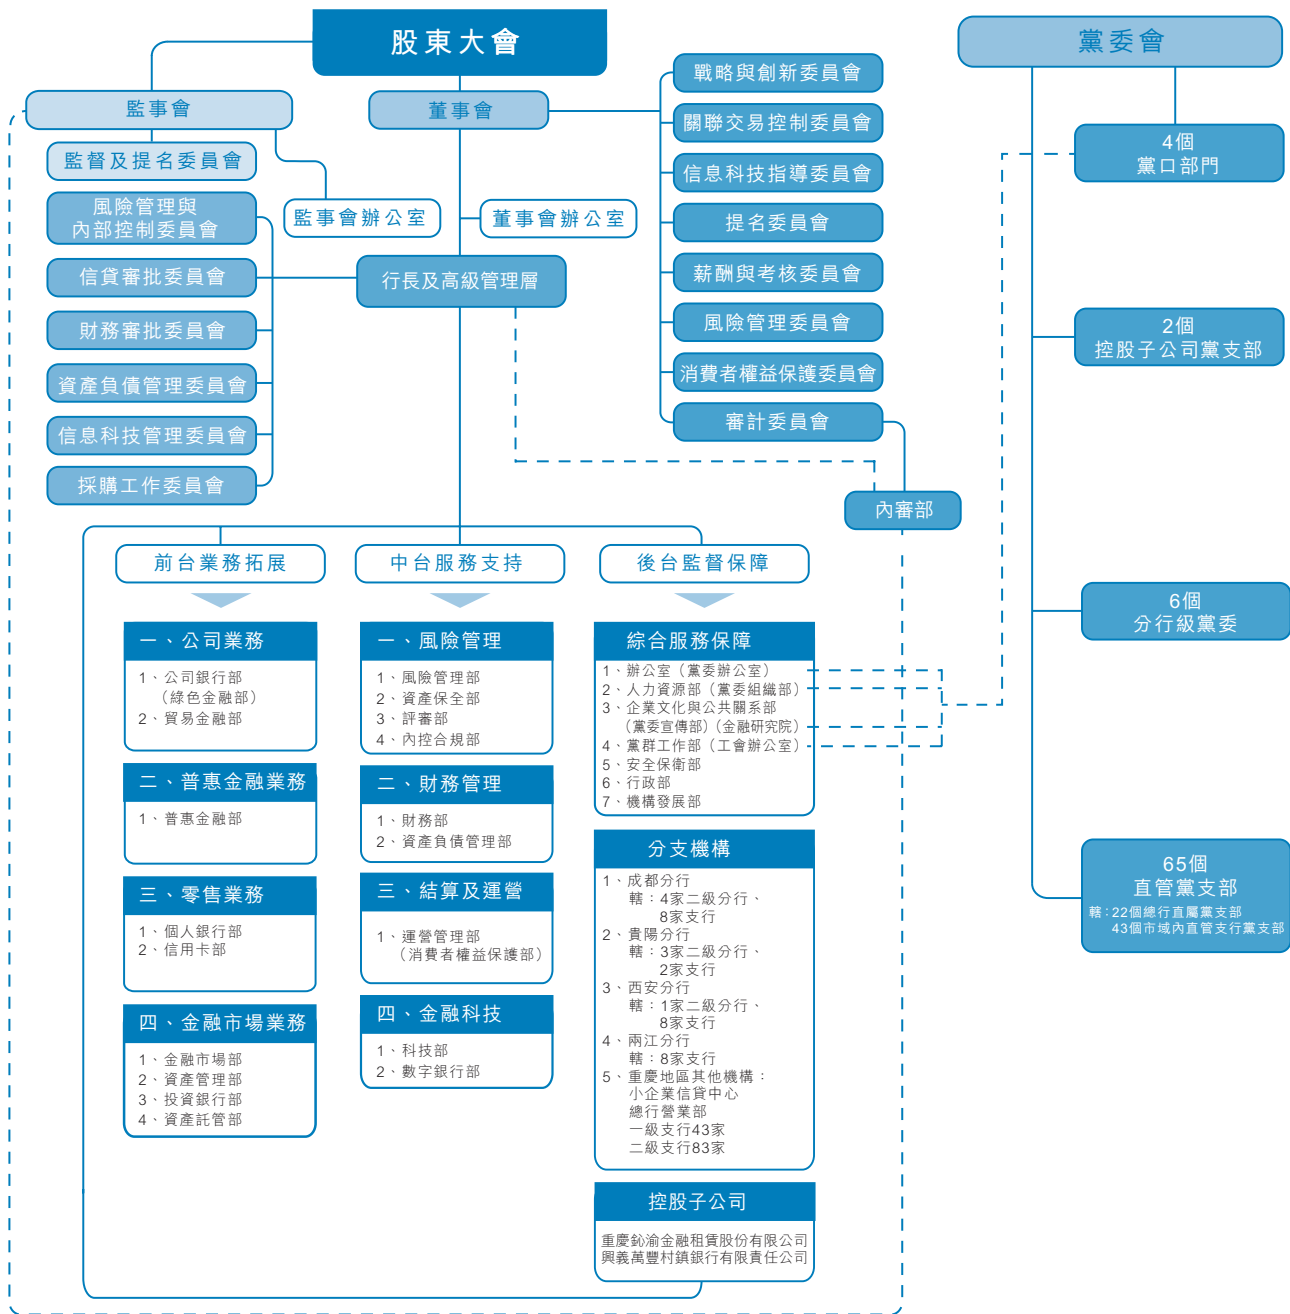 股東大會
黨委會
監事會
董事會
監督及提名委員會
監事會辦公室
董事會辦公室
風險管理與
內部控制委員會
信貸審批委員會
財務審批委員會
資產負債管理委員會
信息科技管理委員會
採購工作委員會
行長及高級管理層
戰略與創新委員會
關聯交易控制委員會
信息科技指導委員會
提名委員會
薪酬與考核委員會
風險管理委員會
消費者權益保護委員會
審計委員會
內審部
4個
黨口部門
2個
控股子公司黨支部
6個
分行級黨委
65個
直管黨支部
轄：22個總行直屬黨支部
43個市域內直管支行黨支部
前台業務拓展
一、公司業務
1、公司銀行部
（綠色金融部）
2、貿易金融部
二、普惠金融業務
1、普惠金融部
三、零售業務
1、個人銀行部
2、信用卡部
四、金融市場業務
1、金融市場部
2、資產管理部
3、投資銀行部
4、資產託管部
中台服務支持
一、風險管理
1、風險管理部
2、資產保全部
3、評審部
4、內控合規部
二、財務管理
1、財務部
2、資產負債管理部
三、結算及運營
1、運營管理部
（消費者權益保護部）
四、金融科技
1、科技部
2、數字銀行部
後台監督保障
綜合服務保障
1、辦公室（黨委辦公室）
2、人力資源部（黨委組織部）
3、企業文化與公共關系部
（黨委宣傳部）（金融研究院）
4、黨群工作部（工會辦公室）
5、安全保衛部
6、行政部
7、機構發展部
分支機構
1、成都分行
轄：4家二級分行、
8家支行
2、貴陽分行
轄：3家二級分行、
2家支行
3、西安分行
轄：1家二級分行、
8家支行
4、兩江分行
轄：8家支行
5、重慶地區其他機構：
小企業信貸中心
總行營業部
一級支行43家
二級支行83家
控股子公司
重慶鈊渝金融租賃股份有限公司
興義萬豐村鎮銀行有限責任公司